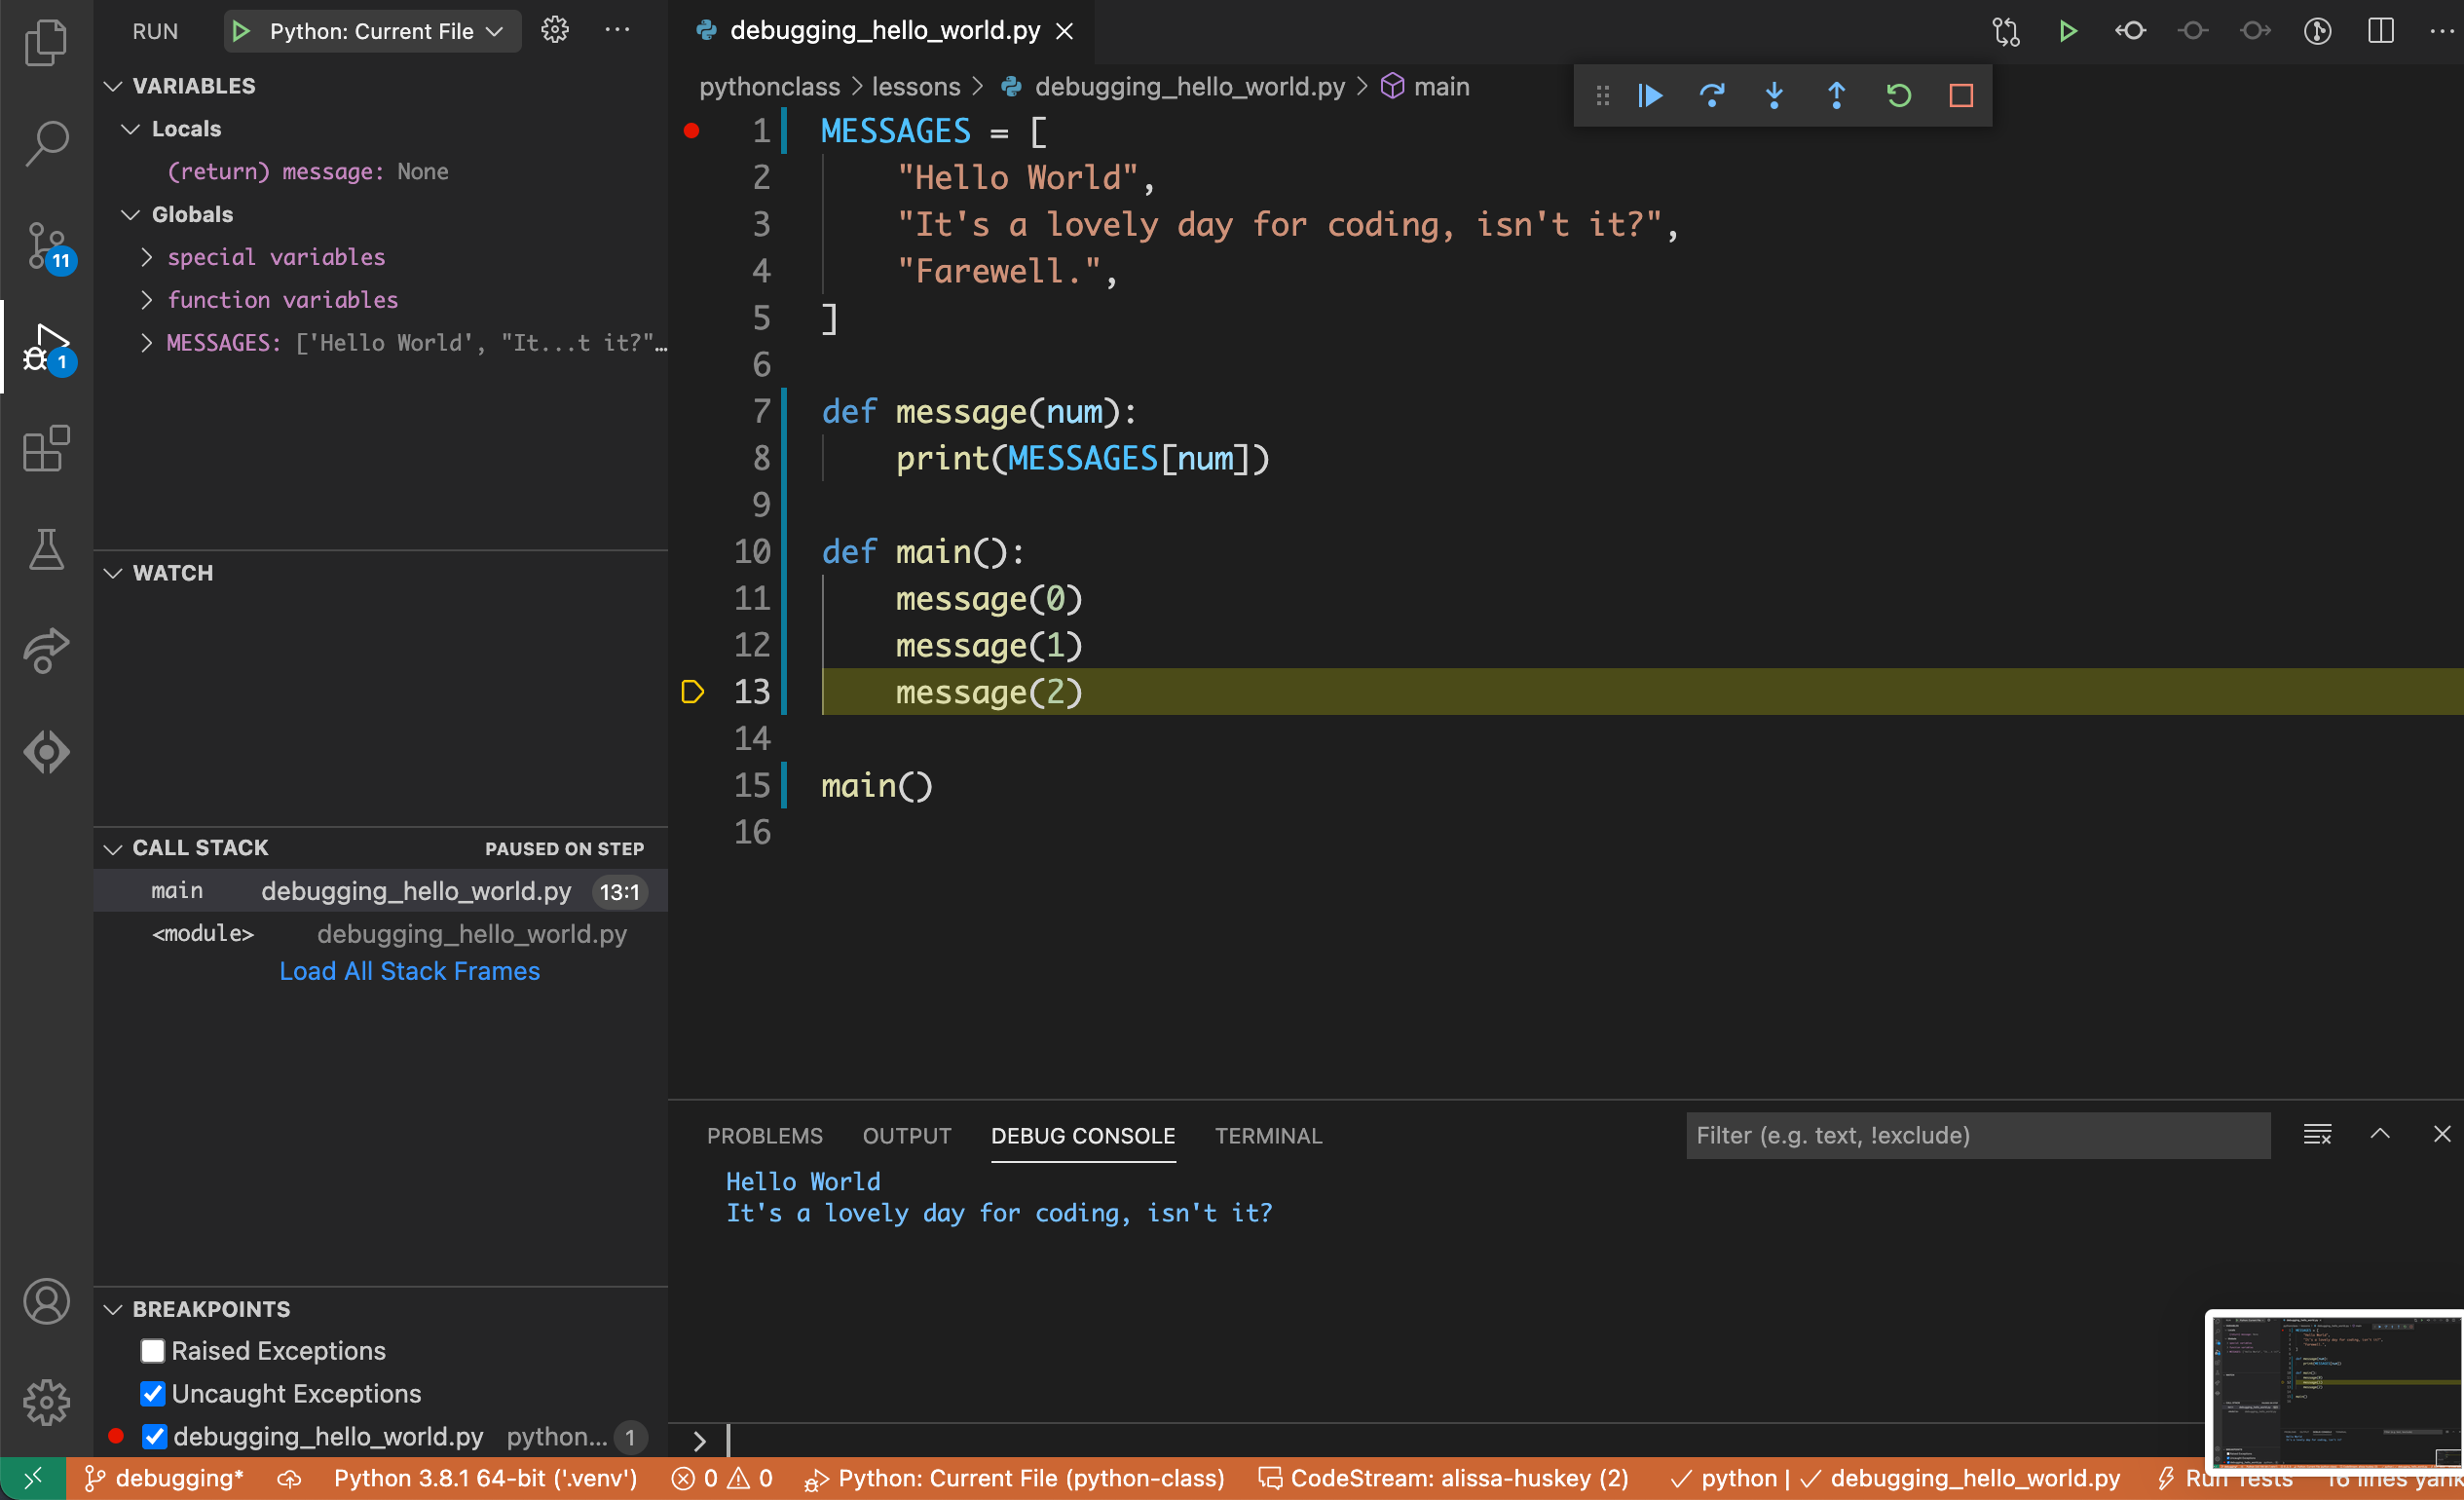 RUN
Python: Current File
VARIABLES
Locals
(return) message: None
Globals
special variables
function variables
MESSAGES: ['Hello World', "It...t it?"...
11
1
WATCH
CALL STACK
PAUSED ON STEP
main debugging_hello_world.py 13:1
<module> debugging_hello_world.py
Load All Stack Frames
BREAKPOINTS
Raised Exceptions
Uncaught Exceptions
debugging_hello_world.py python... 1
debugging_hello_world.py
pythonclass > lessons > debugging_hello_world.py > main
1 MESSAGES = [
2 "Hello World",
3 "It's a lovely day for coding, isn't it?",
4 "Farewell.",
5 ]
6
7 def message(num):
8 print(MESSAGES[num])
9
10 def main():
11 message(0)
12 message(1)
13 message(2)
14
15 main()
16
PROBLEMS OUTPUT DEBUG CONSOLE TERMINAL
Filter (e.g. text, !exclude)
Hello World
It's a lovely day for coding, isn't it?
>
debugging* Python 3.8.1 64-bit ('.venv') 0 0 Python: Current File (python-class) CodeStream: alissa-huskey (2) python | debugging_hello_world.py Run Tests 16 lines yank